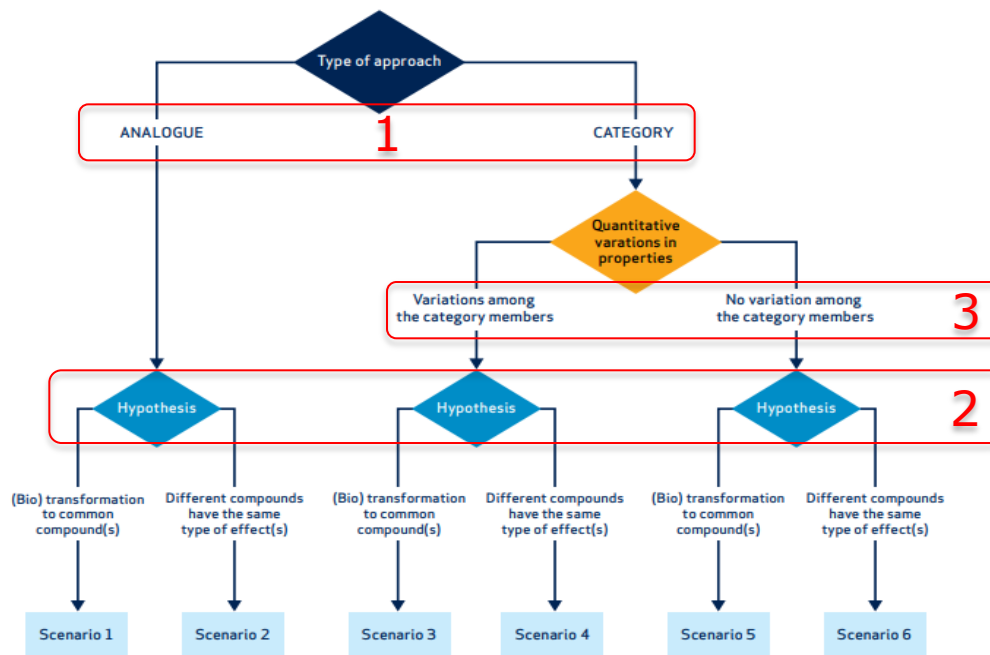 Type of approach
ANALOGUE
1
CATEGORY
Quantitative
varations in
properties
Variations among
the category members
No variation among
the category members
3
Hypothesis
Hypothesis
Hypothesis
2
(Bio) transformation
to common
compound(s)
Different compounds
have the same
type of effect(s)
(Bio) transformation
to common
compound(s)
Different compounds
have the same
type of effect(s)
(Bio) transformation
to common
compound(s)
Different compounds
have the same
type of effect(s)
Scenario 1
Scenario 2
Scenario 3
Scenario 4
Scenario 5
Scenario 6